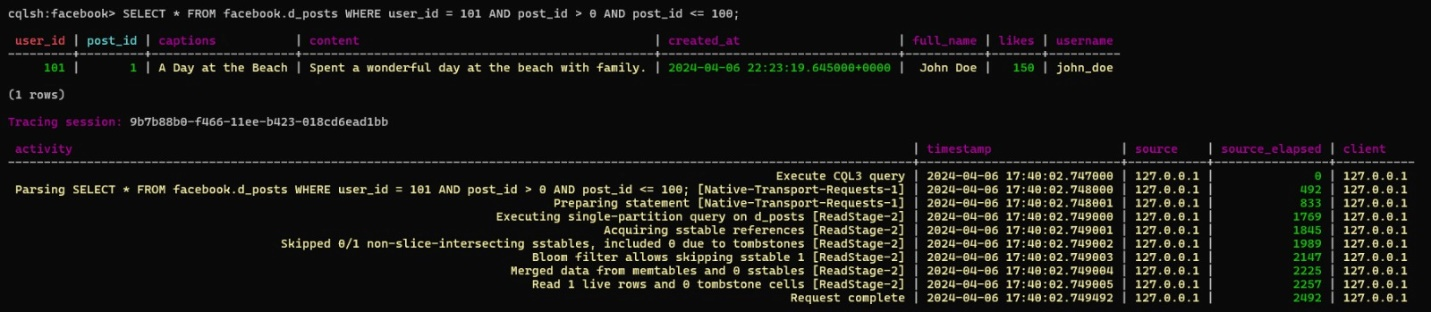 cqlsh:facebook> SELECT * FROM facebook.d_posts WHERE user_id = 101 AND post_id > 0 AND post_id <= 100;
user_id | post_id | captions | content | created_at | full_name | likes | username
101 | 1 | A Day at the Beach | Spent a wonderful day at the beach with family. | 2024-04-06 22:23:19.645000+0000 | John Doe | 150 | john_doe
(1 rows)
Tracing session: 9b7b88b0-f466-11ee-b423-018cd6ead1bb
activity | timestamp | source | source_elapsed | client
Execute CQL3 query | 2024-04-06 17:40:02.747000 | 127.0.0.1 | 0 | 127.0.0.1
Parsing SELECT * FROM facebook.d_posts WHERE user_id = 101 AND post_id > 0 AND post_id <= 100; [Native-Transport-Requests-1] | 2024-04-06 17:40:02.748000 | 127.0.0.1 | 492 | 127.0.0.1
Preparing statement [Native-Transport-Requests-1] | 2024-04-06 17:40:02.748001 | 127.0.0.1 | 833 | 127.0.0.1
Executing single-partition query on d_posts [ReadStage-2] | 2024-04-06 17:40:02.749000 | 127.0.0.1 | 1769 | 127.0.0.1
Acquiring sstable references [ReadStage-2] | 2024-04-06 17:40:02.749001 | 127.0.0.1 | 1845 | 127.0.0.1
Skipped 0/1 non-slice-intersecting sstables, included 0 due to tombstones [ReadStage-2] | 2024-04-06 17:40:02.749002 | 127.0.0.1 | 1989 | 127.0.0.1
Bloom filter allows skipping sstable 1 [ReadStage-2] | 2024-04-06 17:40:02.749003 | 127.0.0.1 | 2147 | 127.0.0.1
Merged data from memtables and 0 sstables [ReadStage-2] | 2024-04-06 17:40:02.749004 | 127.0.0.1 | 2225 | 127.0.0.1
Read 1 live rows and 0 tombstone cells [ReadStage-2] | 2024-04-06 17:40:02.749005 | 127.0.0.1 | 2257 | 127.0.0.1
Request complete | 2024-04-06 17:40:02.749492 | 127.0.0.1 | 2492 | 127.0.0.1